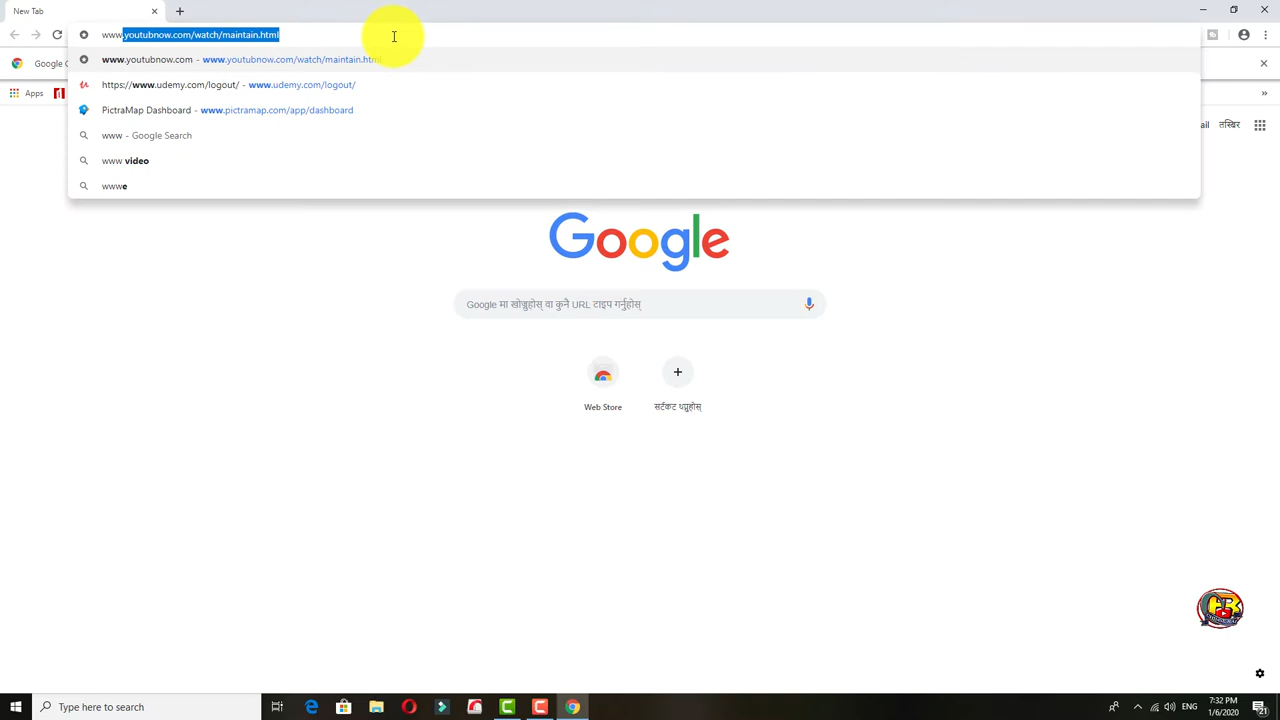 New Tab
www.youtubnow.com/watch/maintain.html
www.youtubnow.com - www.youtubnow.com/watch/maintain.html
Google C
https://www.udemy.com/logout/ - www.udemy.com/logout/
Apps
PictraMap Dashboard - www.pictramap.com/app/dashboard
ail तस्बिर
www - Google Search
www video
wwwe
Google
Google मा खोज्नुहोस् वा कुनै URL टाइप गर्नुहोस्
Web Store
सर्टकट थप्नुहोस्
Type here to search
ENG
7:32 PM
1/6/2020
21